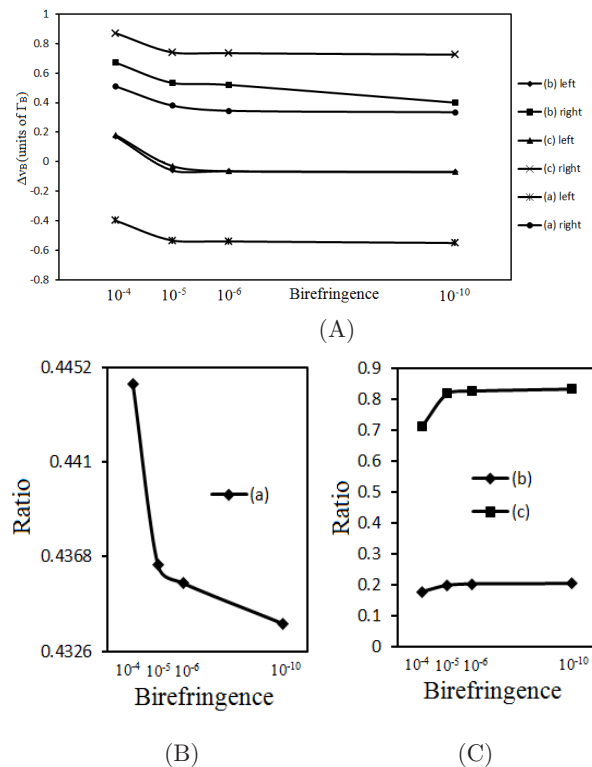 1
0.8
0.6
0.4
0.2
0
-0.2
-0.4
-0.6
-0.8
Δν_B(units of Γ_B)
10⁻⁴ 10⁻⁵ 10⁻⁶ Birefringence 10⁻¹⁰
(b) left
(b) right
(c) left
(c) right
(a) left
(a) right
(A)
0.4452
0.441
0.4368
0.4326
Ratio
(a)
10⁻⁴ 10⁻⁵ 10⁻⁶ 10⁻¹⁰
Birefringence
(B)
0.9
0.8
0.7
0.6
0.5
0.4
0.3
0.2
0.1
0
Ratio
(b)
(c)
10⁻⁴ 10⁻⁵ 10⁻⁶ 10⁻¹⁰
Birefringence
(C)